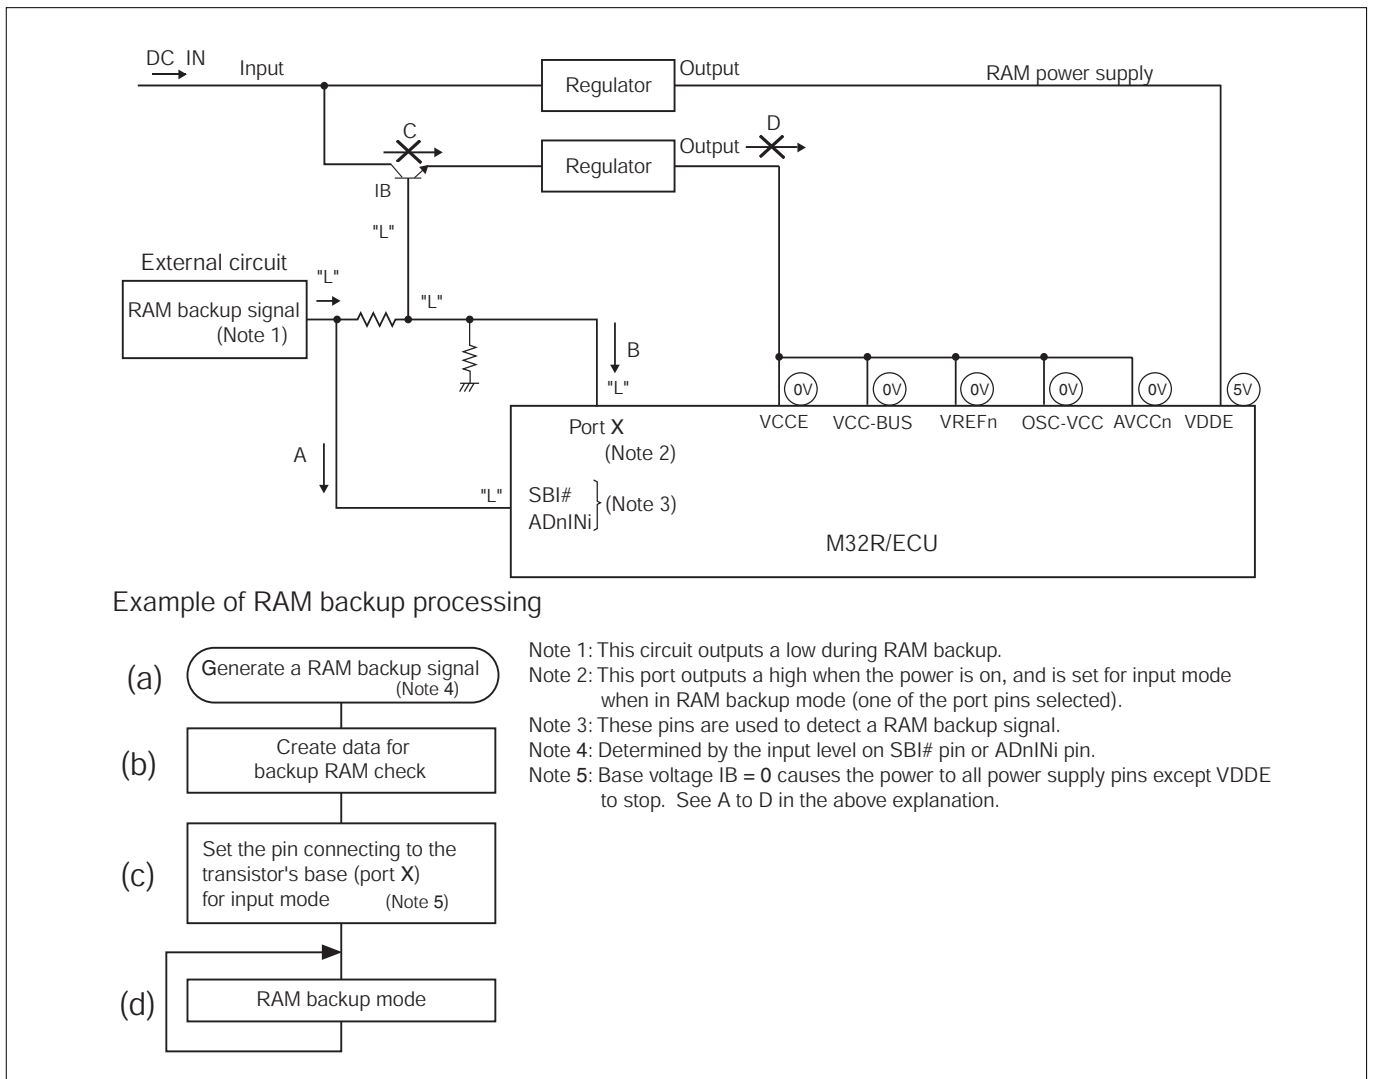 DC IN
Input
Regulator
Output
RAM power supply
C
D
Regulator
Output
IB
"L"
External circuit
"L"
"L"
RAM backup signal
(Note 1)
B
"L"
0V
0V
0V
0V
0V
5V
Port X
(Note 2)
VCCE
VCC-BUS
VREFn
OSC-VCC
AVCCn
VDDE
A
"L"
SBI#
ADnINi
(Note 3)
M32R/ECU
Example of RAM backup processing
(a)
Generate a RAM backup signal
(Note 4)
(b)
Create data for
backup RAM check
(c)
Set the pin connecting to the
transistor's base (port X)
for input mode (Note 5)
(d)
RAM backup mode
Note 1: This circuit outputs a low during RAM backup.
Note 2: This port outputs a high when the power is on, and is set for input mode
when in RAM backup mode (one of the port pins selected).
Note 3: These pins are used to detect a RAM backup signal.
Note 4: Determined by the input level on SBI# pin or ADnINi pin.
Note 5: Base voltage IB = 0 causes the power to all power supply pins except VDDE
to stop. See A to D in the above explanation.